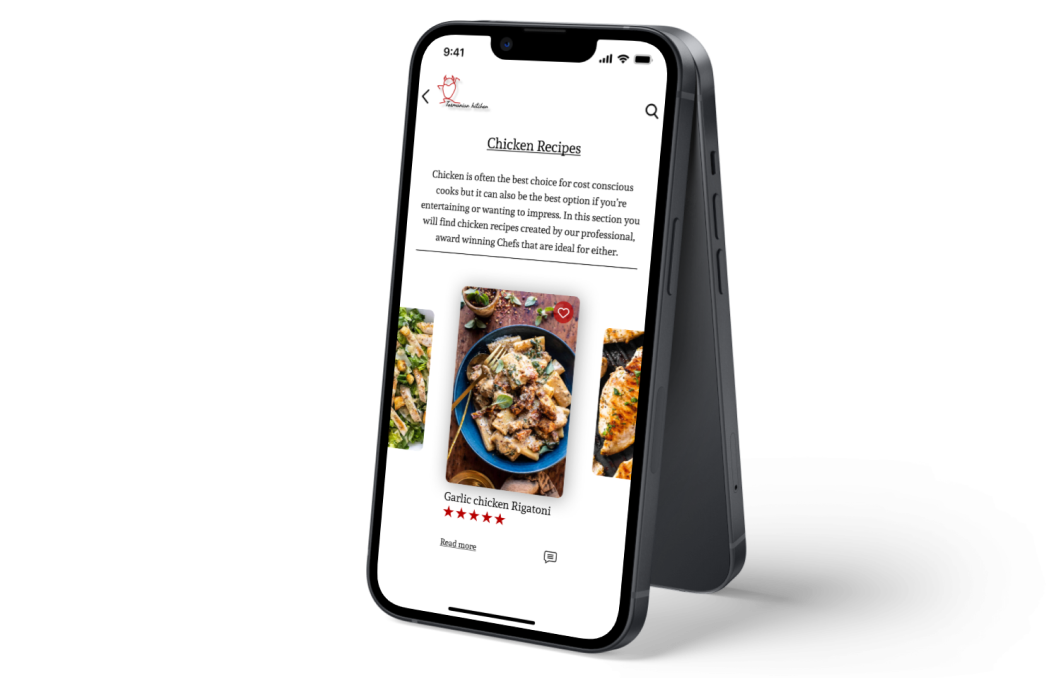 9:41
Tasmanian kitchen
Chicken Recipes
Chicken is often the best choice for cost conscious
cooks but it can also be the best option if you're
entertaining or wanting to impress. In this section you
will find chicken recipes created by our professional,
award winning Chefs that are ideal for either.
Garlic chicken Rigatoni
Read more